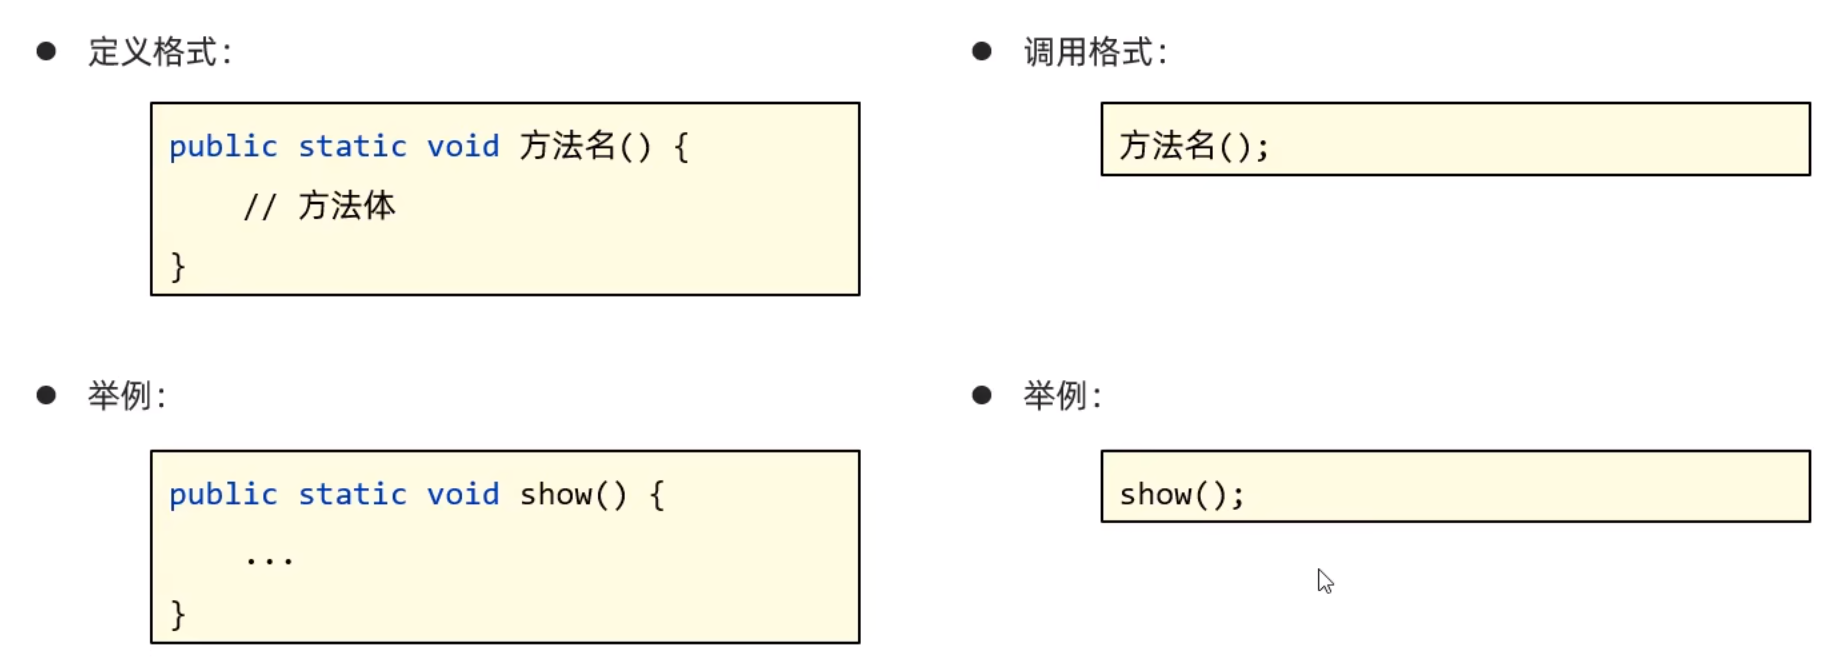 ● 定义格式：
public static void 方法名() {
// 方法体
}
● 调用格式：
方法名();
● 举例：
public static void show() {
...
}
● 举例：
show();